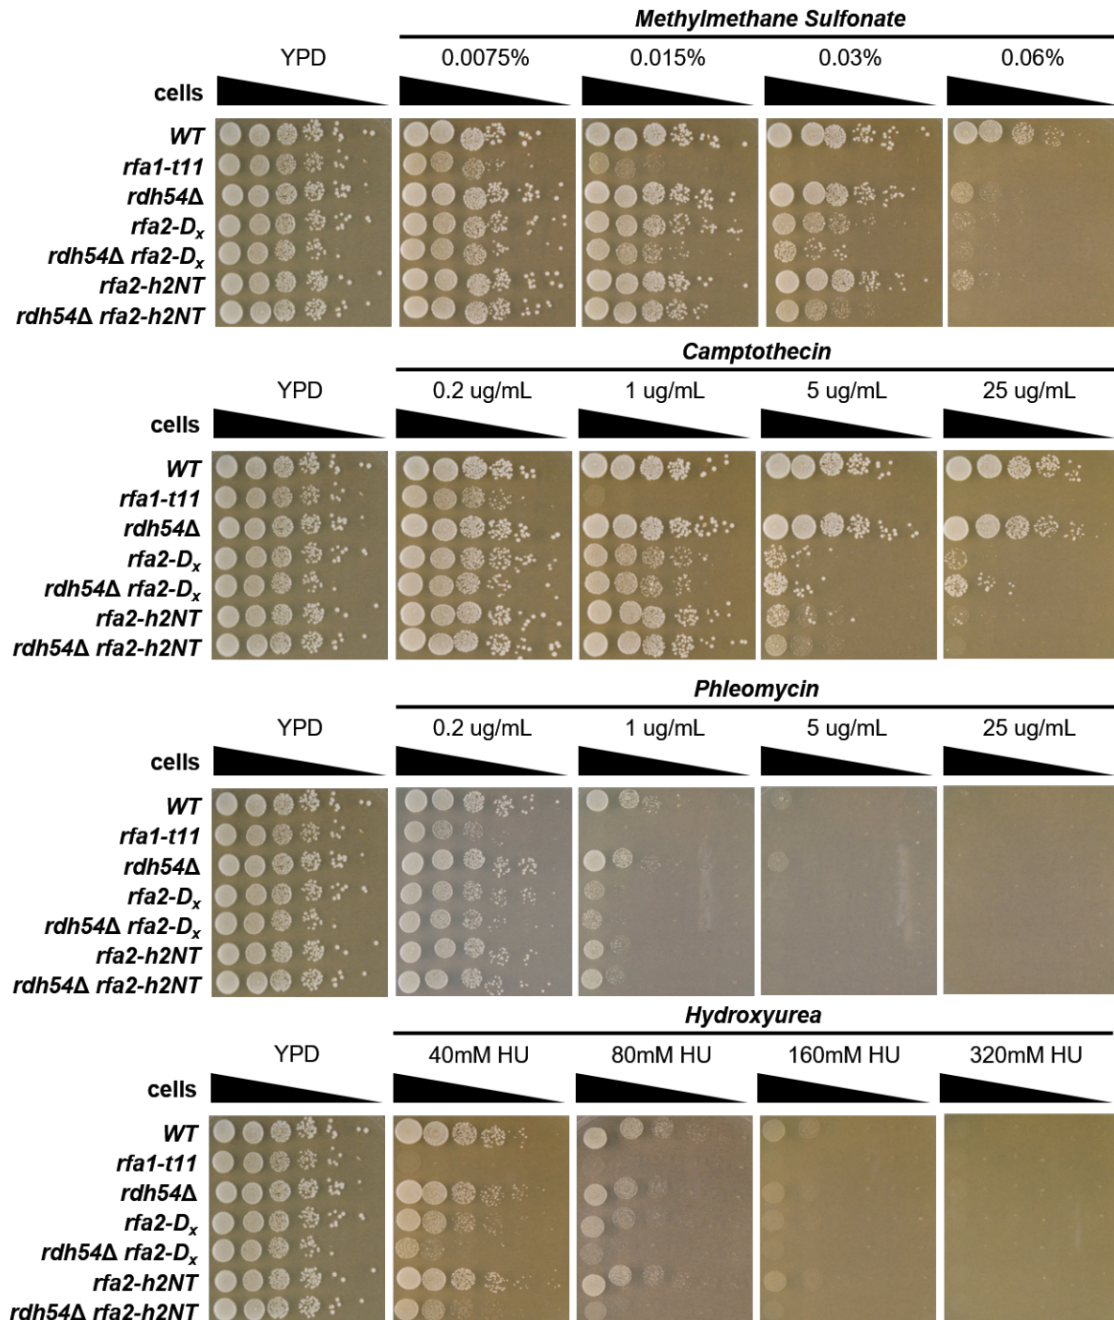 Methylmethane Sulfonate
YPD 0.0075% 0.015% 0.03% 0.06%
cells
WT
rfa1-t11
rdh54Δ
rfa2-Dx
rdh54Δ rfa2-Dx
rfa2-h2NT
rdh54Δ rfa2-h2NT
Camptothecin
YPD 0.2 ug/mL 1 ug/mL 5 ug/mL 25 ug/mL
cells
WT
rfa1-t11
rdh54Δ
rfa2-Dx
rdh54Δ rfa2-Dx
rfa2-h2NT
rdh54Δ rfa2-h2NT
Phleomycin
YPD 0.2 ug/mL 1 ug/mL 5 ug/mL 25 ug/mL
cells
WT
rfa1-t11
rdh54Δ
rfa2-Dx
rdh54Δ rfa2-Dx
rfa2-h2NT
rdh54Δ rfa2-h2NT
Hydroxyurea
YPD 40mM HU 80mM HU 160mM HU 320mM HU
cells
WT
rfa1-t11
rdh54Δ
rfa2-Dx
rdh54Δ rfa2-Dx
rfa2-h2NT
rdh54Δ rfa2-h2NT